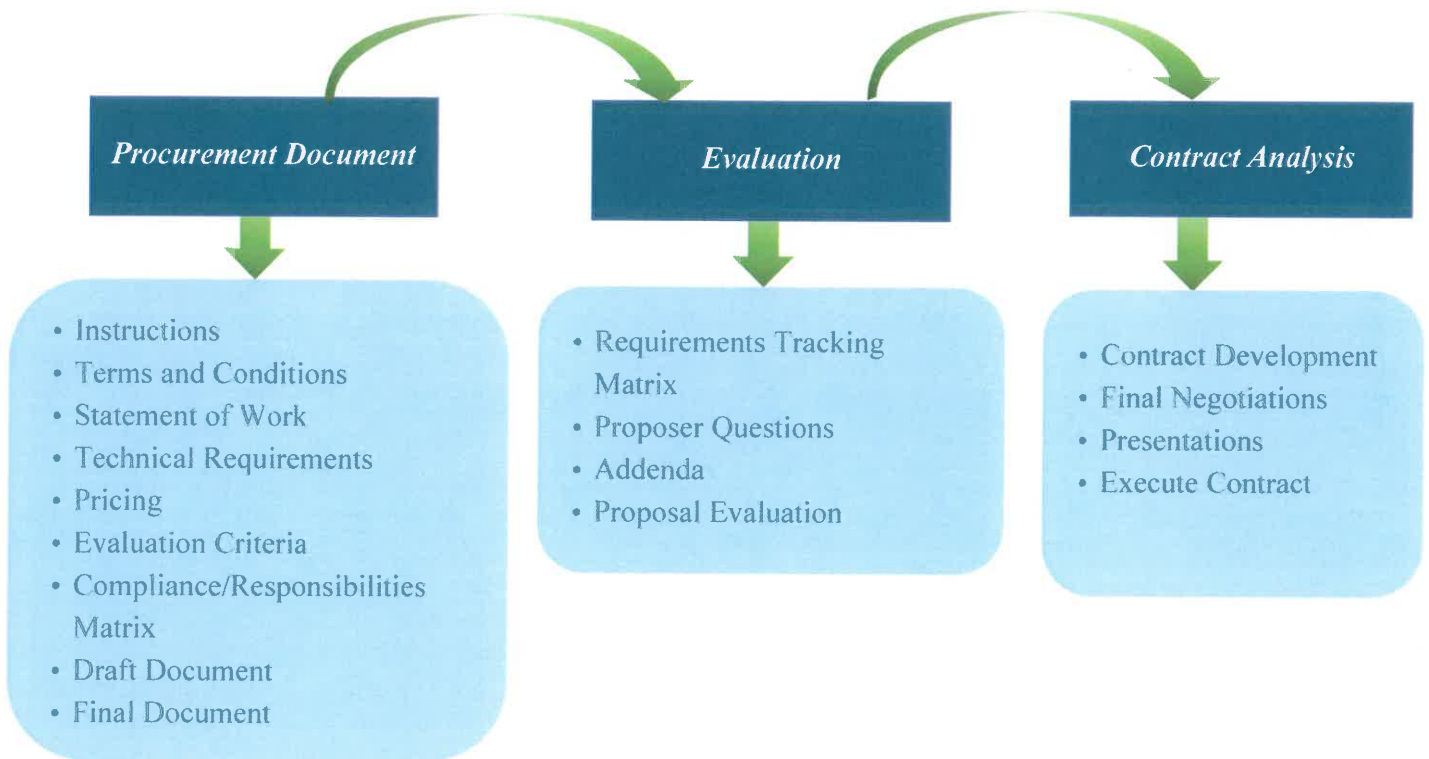 Procurement Document
Evaluation
Contract Analysis
• Instructions
• Terms and Conditions
• Statement of Work
• Technical Requirements
• Pricing
• Evaluation Criteria
• Compliance/Responsibilities
Matrix
• Draft Document
• Final Document
• Requirements Tracking
Matrix
• Proposer Questions
• Addenda
• Proposal Evaluation
• Contract Development
• Final Negotiations
• Presentations
• Execute Contract